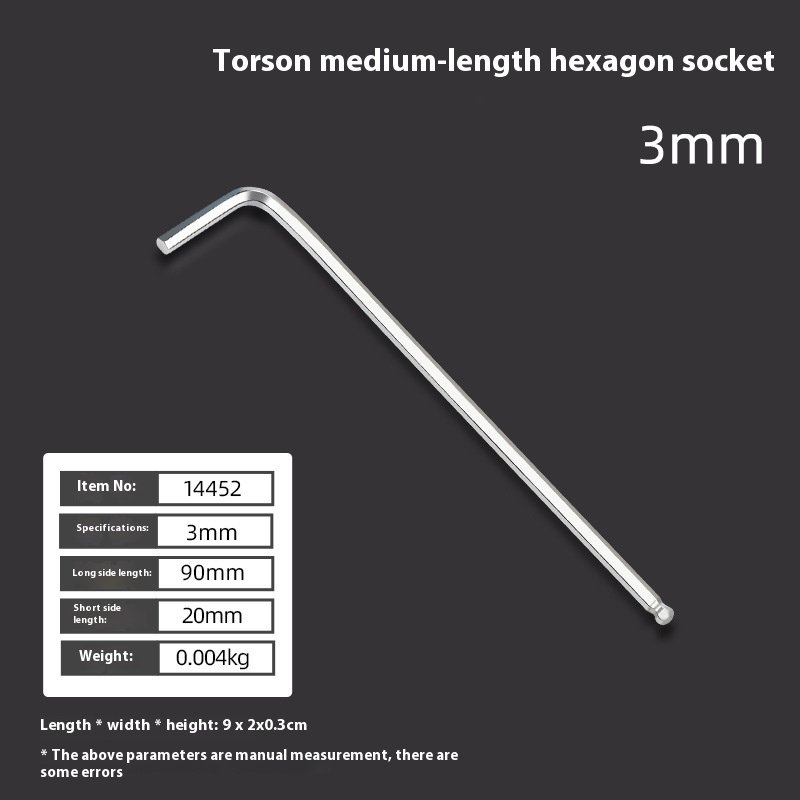 Torson medium-length hexagon socket
3mm
Item No: 14452
Specifications: 3mm
Long side length: 90mm
Short side
length: 20mm
Weight: 0.004kg
Length * width * height: 9 x 2x0.3cm
* The above parameters are manual measurement, there are
some errors